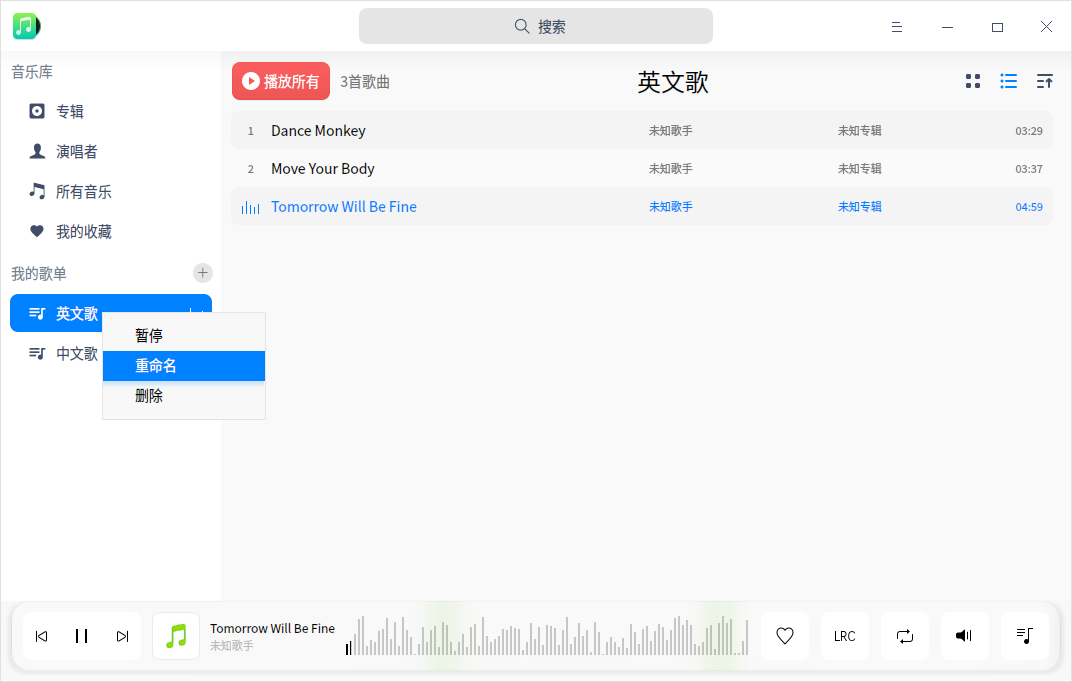 搜索
音乐库
专辑
演唱者
所有音乐
我的收藏
我的歌单
英文歌
中文歌
暂停
重命名
删除
播放所有 3首歌曲 英文歌
1 Dance Monkey 未知歌手 未知专辑 03:29
2 Move Your Body 未知歌手 未知专辑 03:37
Tomorrow Will Be Fine 未知歌手 未知专辑 04:59
Tomorrow Will Be Fine
未知歌手
LRC